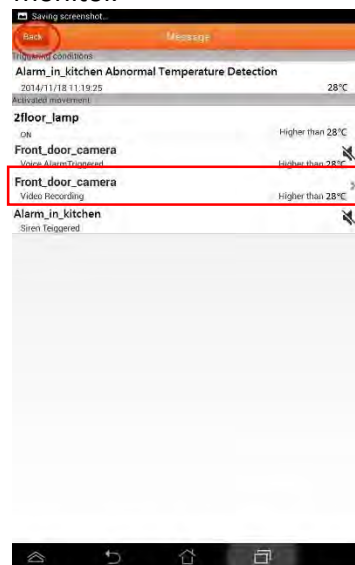 Saving screenshot...
Back Message
Triggering conditions
Alarm_in_kitchen Abnormal Temperature Detection
2014/11/18 11:19:25 28°C
Activated movement
2floor_lamp
ON Higher than 28°C
Front_door_camera
Voice AlarmTriggered Higher than 28°C
Front_door_camera
Video Recording Higher than 28°C
Alarm_in_kitchen
Siren Teiggered